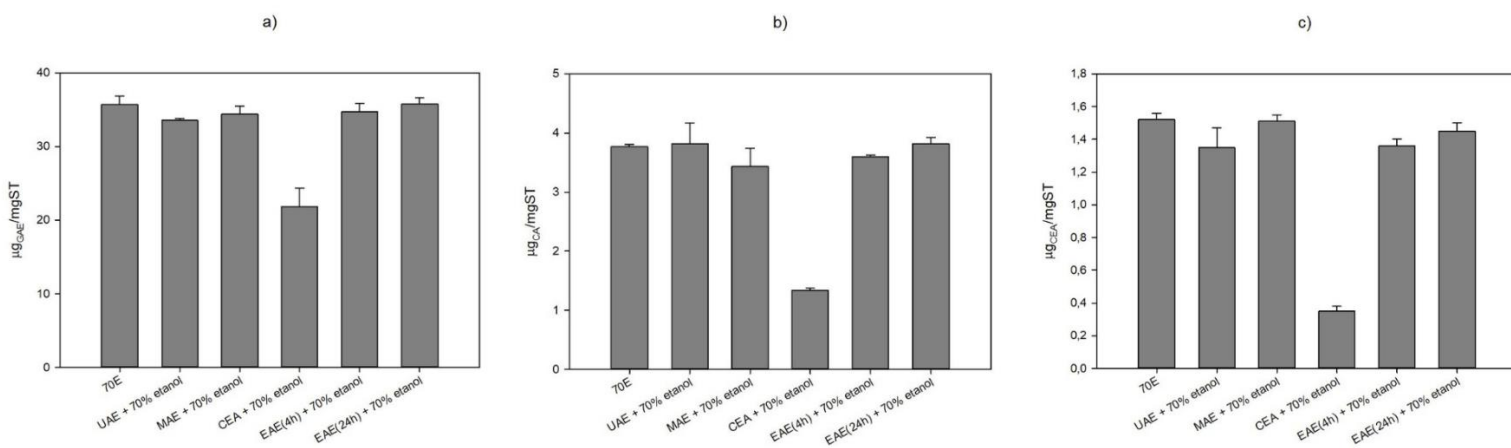 a)
40
30
20
10
0
µgGAE/mgST
70E
UAE + 70% etanol
MAE + 70% etanol
CEA + 70% etanol
EAE(4h) + 70% etanol
EAE(24h) + 70% etanol
b)
5
4
3
2
1
0
µgCA/mgST
70E
UAE + 70% etanol
MAE + 70% etanol
CEA + 70% etanol
EAE(4h) + 70% etanol
EAE(24h) + 70% etanol
c)
1,8
1,6
1,4
1,2
1,0
0,8
0,6
0,4
0,2
0,0
µgCEA/mgST
70E
UAE + 70% etanol
MAE + 70% etanol
CEA + 70% etanol
EAE(4h) + 70% etanol
EAE(24h) + 70% etanol